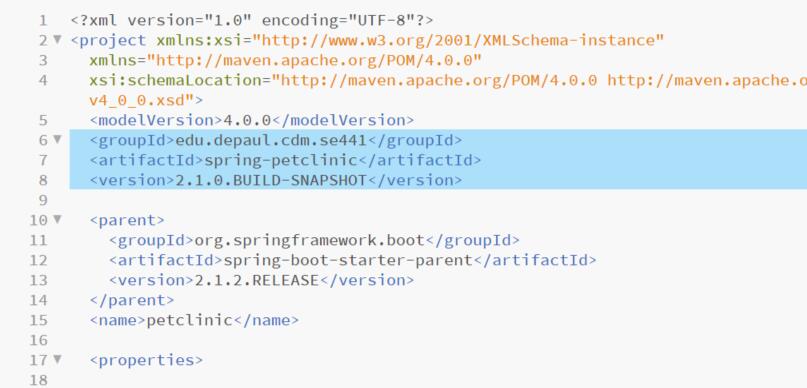 1 <?xml version="1.0" encoding="UTF-8"?>
2 <project xmlns:xsi="http://www.w3.org/2001/XMLSchema-instance"
3 xmlns="http://maven.apache.org/POM/4.0.0"
4 xsi:schemaLocation="http://maven.apache.org/POM/4.0.0 http://maven.apache.o
v4_0_0.xsd">
5 <modelVersion>4.0.0</modelVersion>
6 <groupId>edu.depaul.cdm.se441</groupId>
7 <artifactId>spring-petclinic</artifactId>
8 <version>2.1.0.BUILD-SNAPSHOT</version>
9
10 <parent>
11 <groupId>org.springframework.boot</groupId>
12 <artifactId>spring-boot-starter-parent</artifactId>
13 <version>2.1.2.RELEASE</version>
14 </parent>
15 <name>petclinic</name>
16
17 <properties>
18